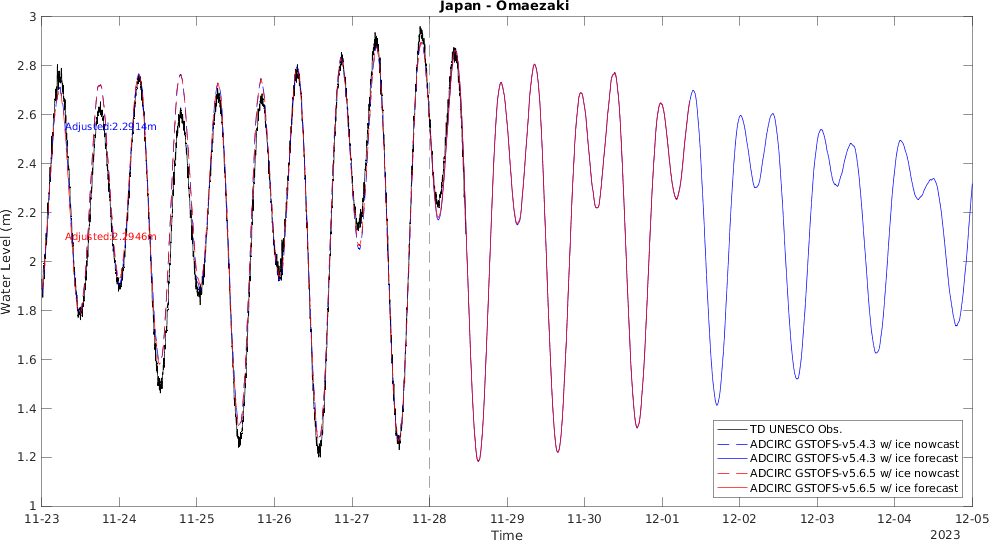 Japan - Omaezaki
3
2.8
2.6
2.4
2.2
2
1.8
1.6
1.4
1.2
1
Water Level (m)
Adjusted:2.2914m
Adjusted:2.2946m
TD UNESCO Obs.
ADCIRC GSTOFS-v5.4.3 w/ ice nowcast
ADCIRC GSTOFS-v5.4.3 w/ ice forecast
ADCIRC GSTOFS-v5.6.5 w/ ice nowcast
ADCIRC GSTOFS-v5.6.5 w/ ice forecast
11-23 11-24 11-25 11-26 11-27 11-28 11-29 11-30 12-01 12-02 12-03 12-04 12-05
Time
2023